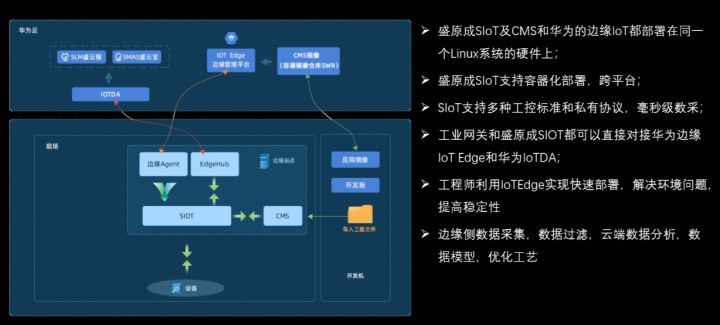 华为云
SLM盛云猫
SMAS盛云宝
IOTDA
IOT Edge
边缘管理平台
CMS镜像
(容器镜像仓库SWR)
现场
边缘Agent
EdgeHub
边缘站点
SIOT
CMS
设备
应用镜像
开发版
导入工程文件
开发机
盛原成SIoT及CMS和华为的边缘IoT都部署在同一
个Linux系统的硬件上;
盛原成SIoT支持容器化部署,跨平台;
SIoT支持多种工控标准和私有协议,毫秒级数采;
工业网关和盛原成SIOT都可以直接对接华为边缘
IoT Edge和华为IoTDA;
工程师利用IoTEdge实现快速部署,解决环境问题,
提高稳定性
边缘侧数据采集,数据过滤,云端数据分析,数
据模型,优化工艺